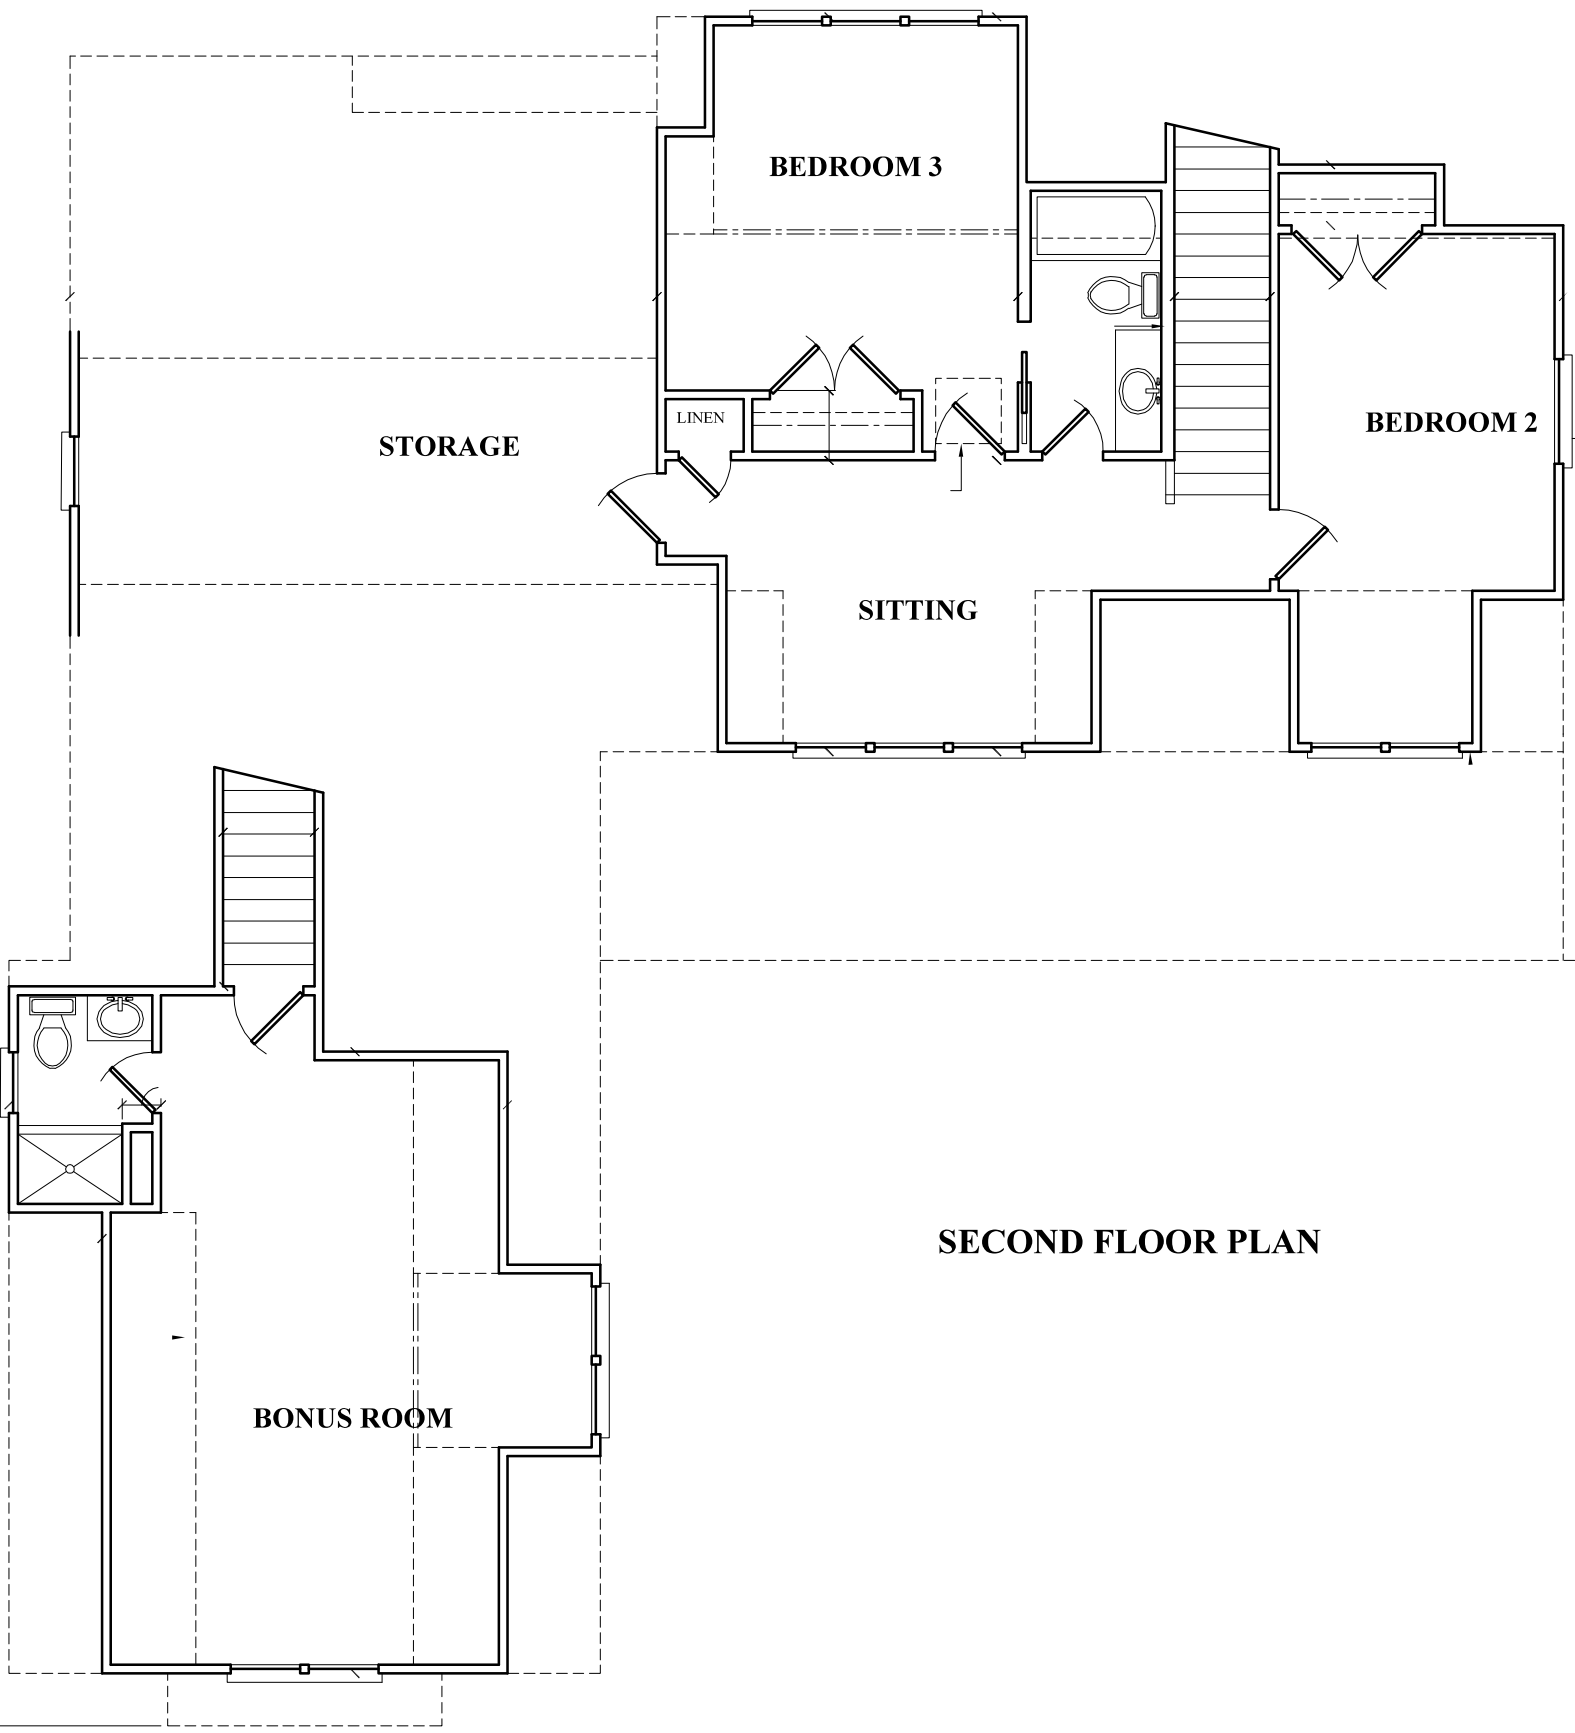 BEDROOM 3
LINEN
BEDROOM 2
STORAGE
SITTING
SECOND FLOOR PLAN
BONUS ROOM